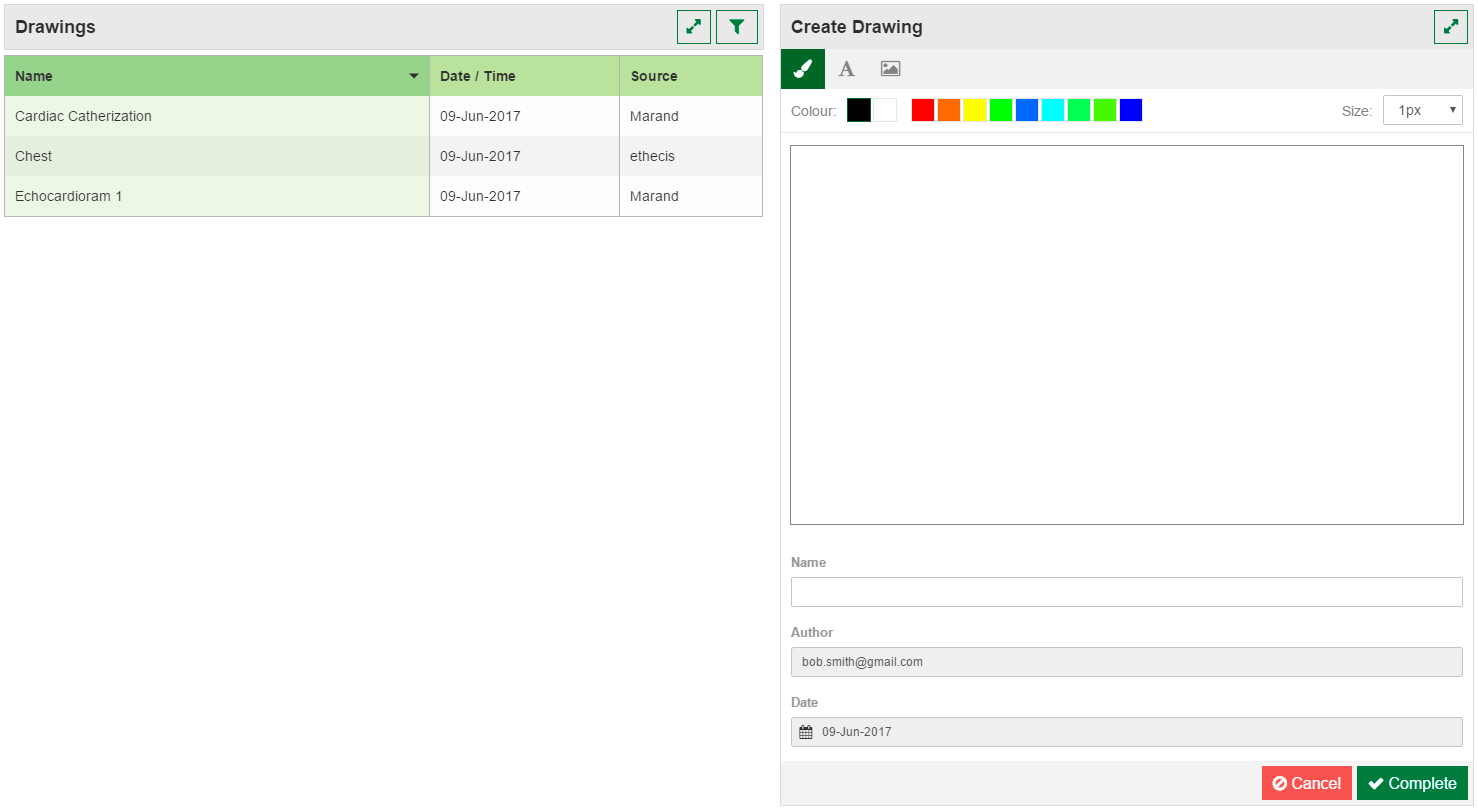 Drawings
Name Date / Time Source
Cardiac Catherization 09-Jun-2017 Marand
Chest 09-Jun-2017 ethecis
Echocardioram 1 09-Jun-2017 Marand
Create Drawing
A
Colour: Size: 1px
Name
Author
bob.smith@gmail.com
Date
09-Jun-2017
Cancel Complete